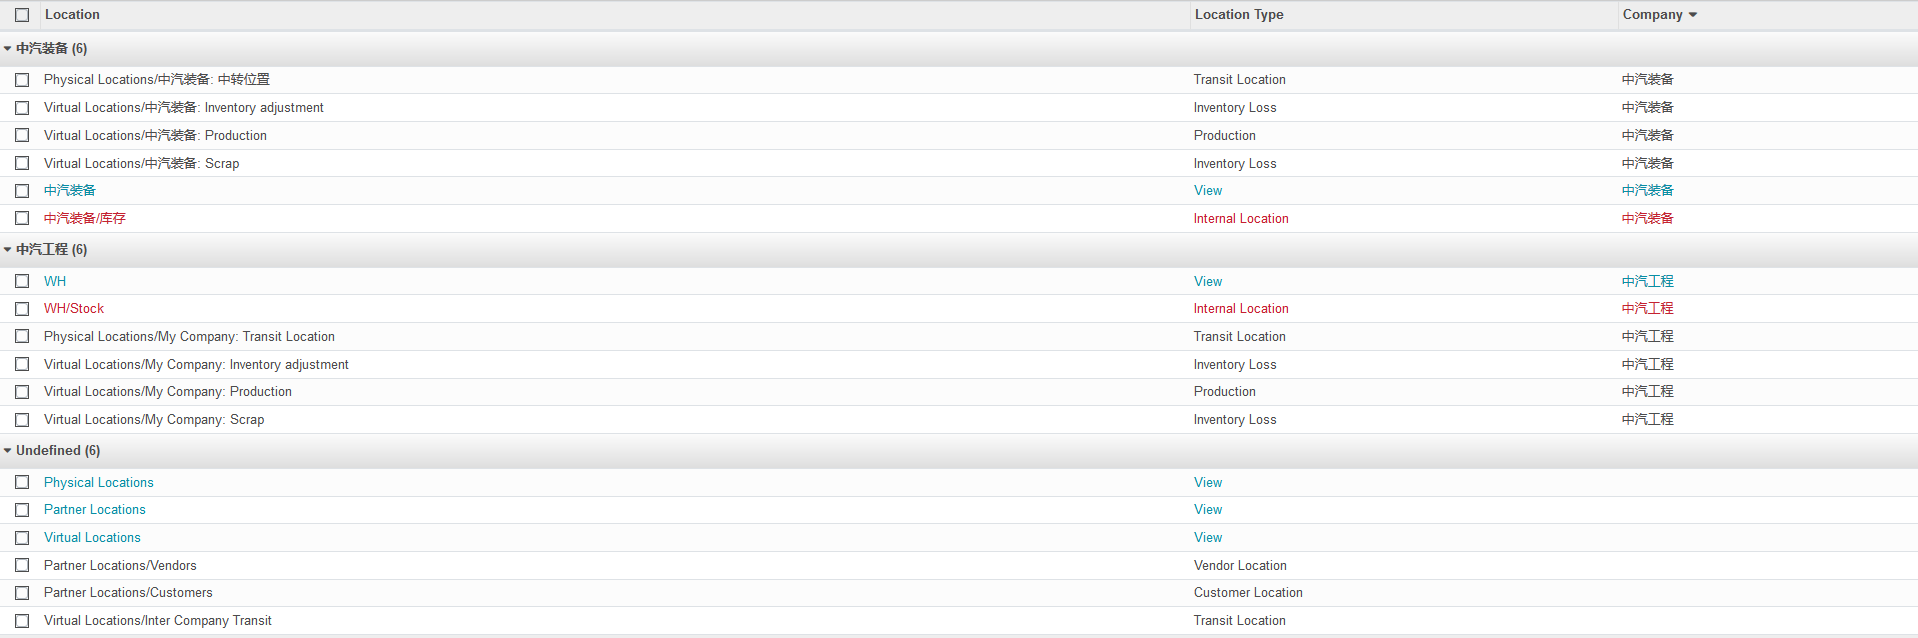 Location Location Type Company
中汽装备 (6)
Physical Locations/中汽装备: 中转位置 Transit Location 中汽装备
Virtual Locations/中汽装备: Inventory adjustment Inventory Loss 中汽装备
Virtual Locations/中汽装备: Production Production 中汽装备
Virtual Locations/中汽装备: Scrap Inventory Loss 中汽装备
中汽装备 View 中汽装备
中汽装备/库存 Internal Location 中汽装备
中汽工程 (6)
WH View 中汽工程
WH/Stock Internal Location 中汽工程
Physical Locations/My Company: Transit Location Transit Location 中汽工程
Virtual Locations/My Company: Inventory adjustment Inventory Loss 中汽工程
Virtual Locations/My Company: Production Production 中汽工程
Virtual Locations/My Company: Scrap Inventory Loss 中汽工程
Undefined (6)
Physical Locations View
Partner Locations View
Virtual Locations View
Partner Locations/Vendors Vendor Location
Partner Locations/Customers Customer Location
Virtual Locations/Inter Company Transit Transit Location